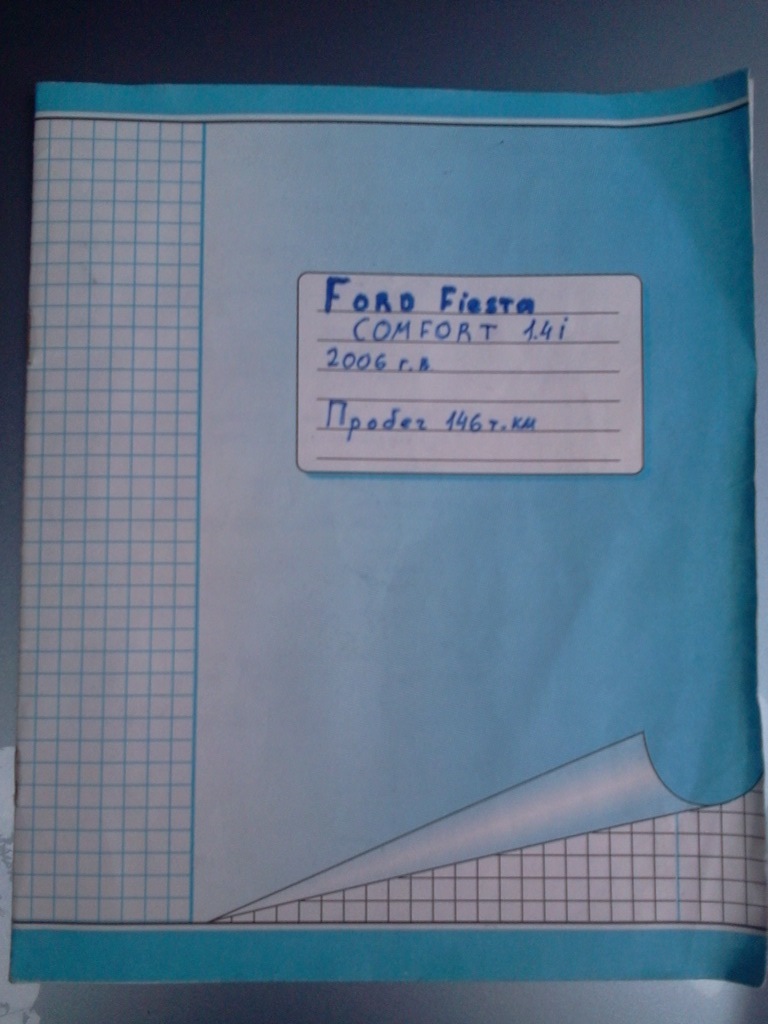 FORD Fiesta
COMFORT 1.4i
2006 г.в.
Пробег 146 т.км